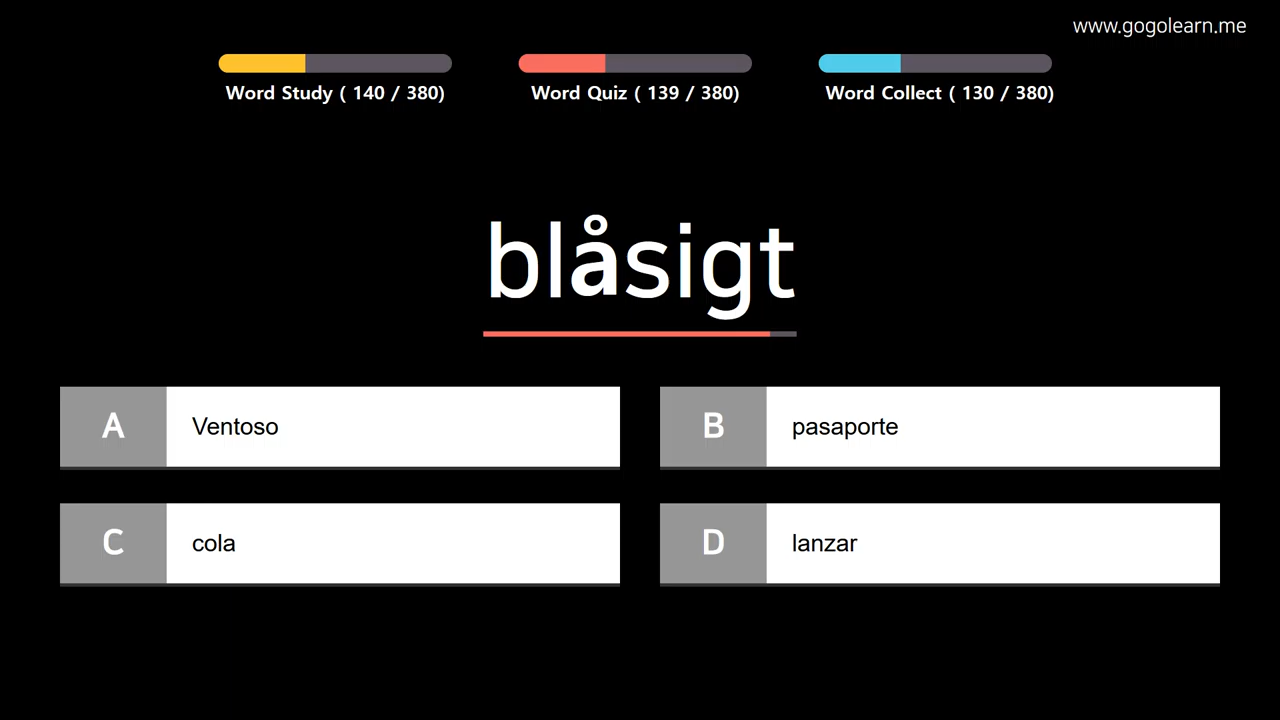 www.gogolearn.me
Word Study ( 140 / 380)
Word Quiz ( 139 / 380)
Word Collect ( 130 / 380)
blåsigt
A Ventoso
B pasaporte
C cola
D lanzar